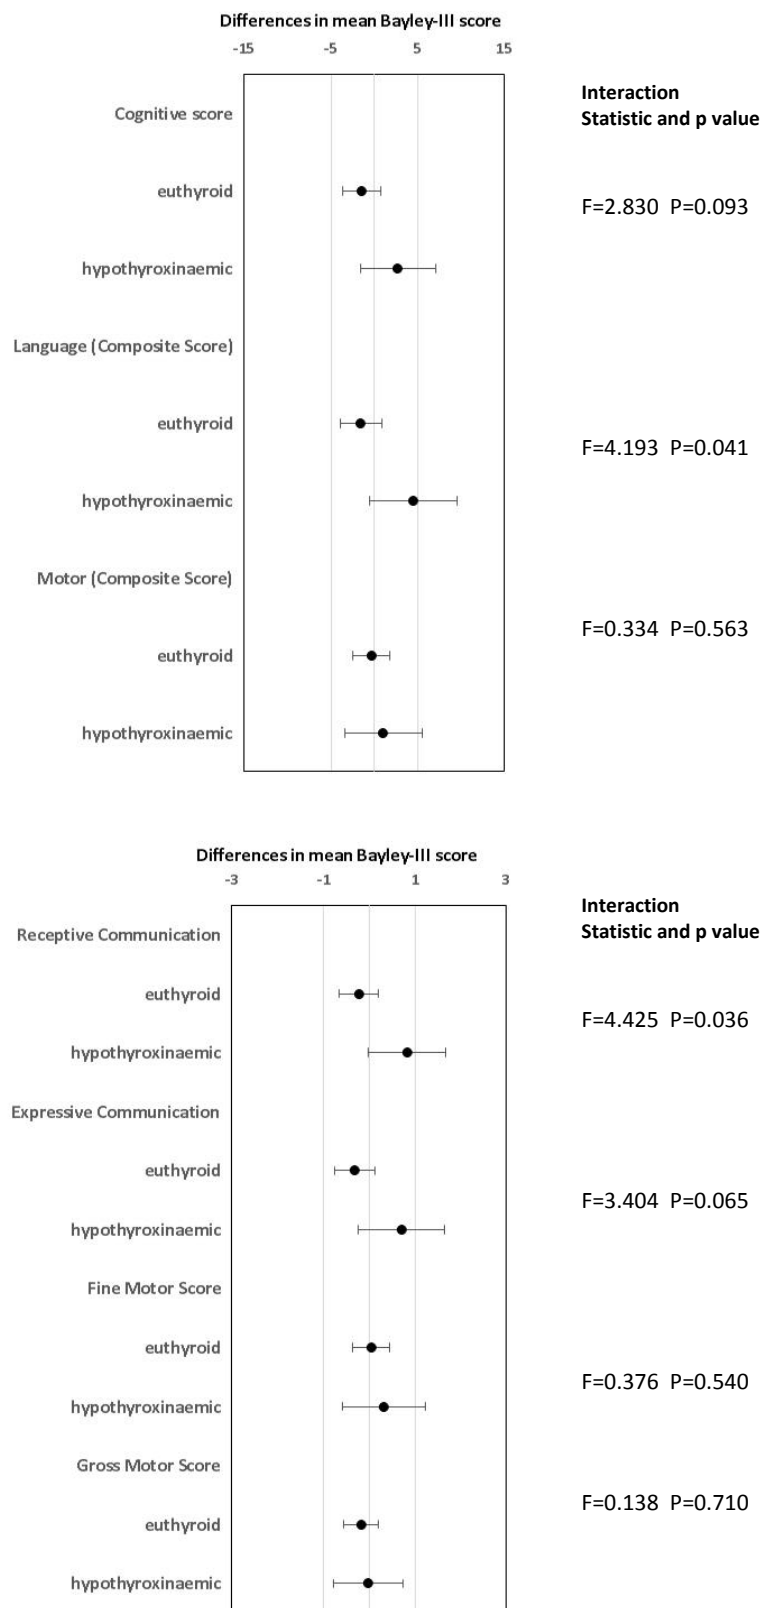 Differences in mean Bayley-III score
-15 -5 5 15
Interaction
Statistic and p value
Cognitive score
euthyroid
F=2.830 P=0.093
hypothyroxinaemic
Language (Composite Score)
euthyroid
F=4.193 P=0.041
hypothyroxinaemic
Motor (Composite Score)
F=0.334 P=0.563
euthyroid
hypothyroxinaemic
Differences in mean Bayley-III score
-3 -1 1 3
Interaction
Statistic and p value
Receptive Communication
euthyroid
F=4.425 P=0.036
hypothyroxinaemic
Expressive Communication
euthyroid
F=3.404 P=0.065
hypothyroxinaemic
Fine Motor Score
euthyroid
F=0.376 P=0.540
hypothyroxinaemic
Gross Motor Score
F=0.138 P=0.710
euthyroid
hypothyroxinaemic